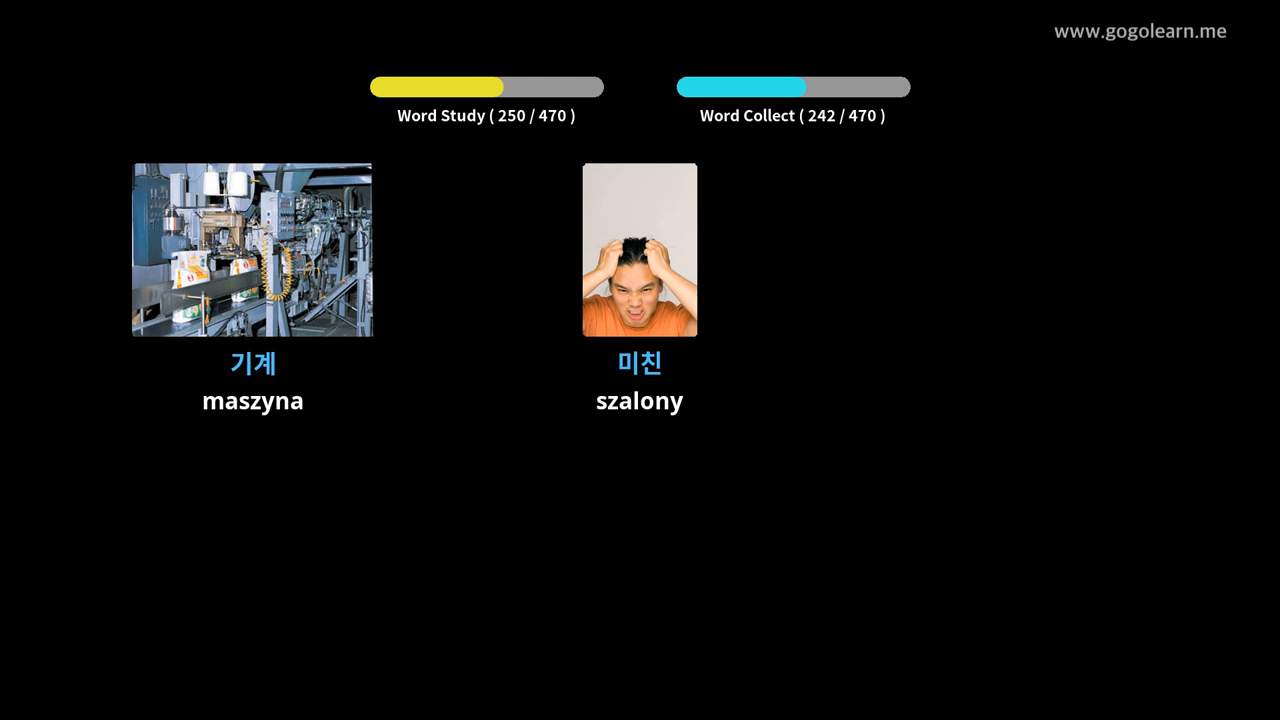 www.gogolearn.me
Word Study ( 250 / 470 )
Word Collect ( 242 / 470 )
기계
maszyna
미친
szalony